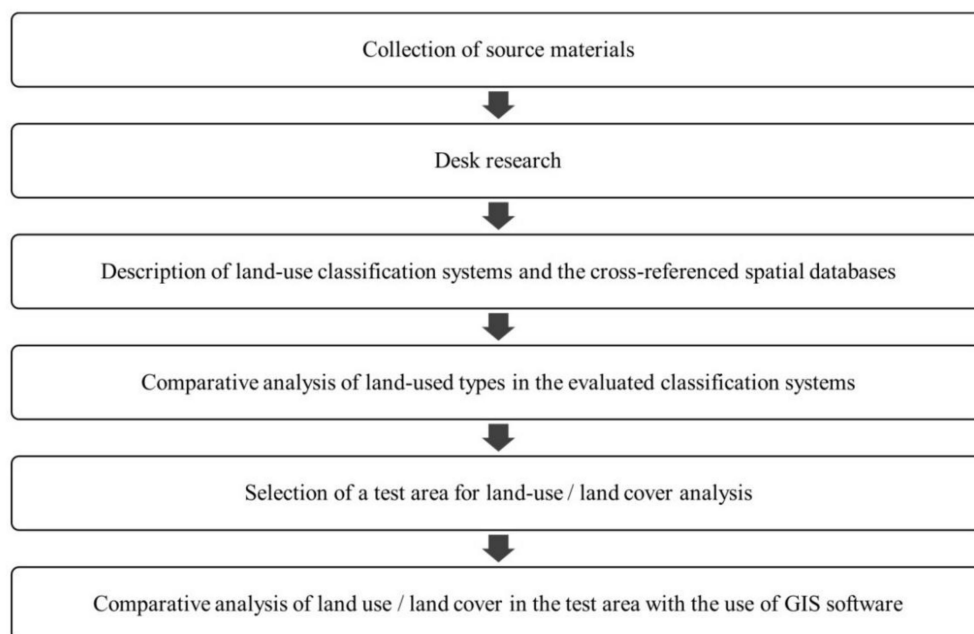 Collection of source materials
Desk research
Description of land-use classification systems and the cross-referenced spatial databases
Comparative analysis of land-used types in the evaluated classification systems
Selection of a test area for land-use / land cover analysis
Comparative analysis of land use / land cover in the test area with the use of GIS software